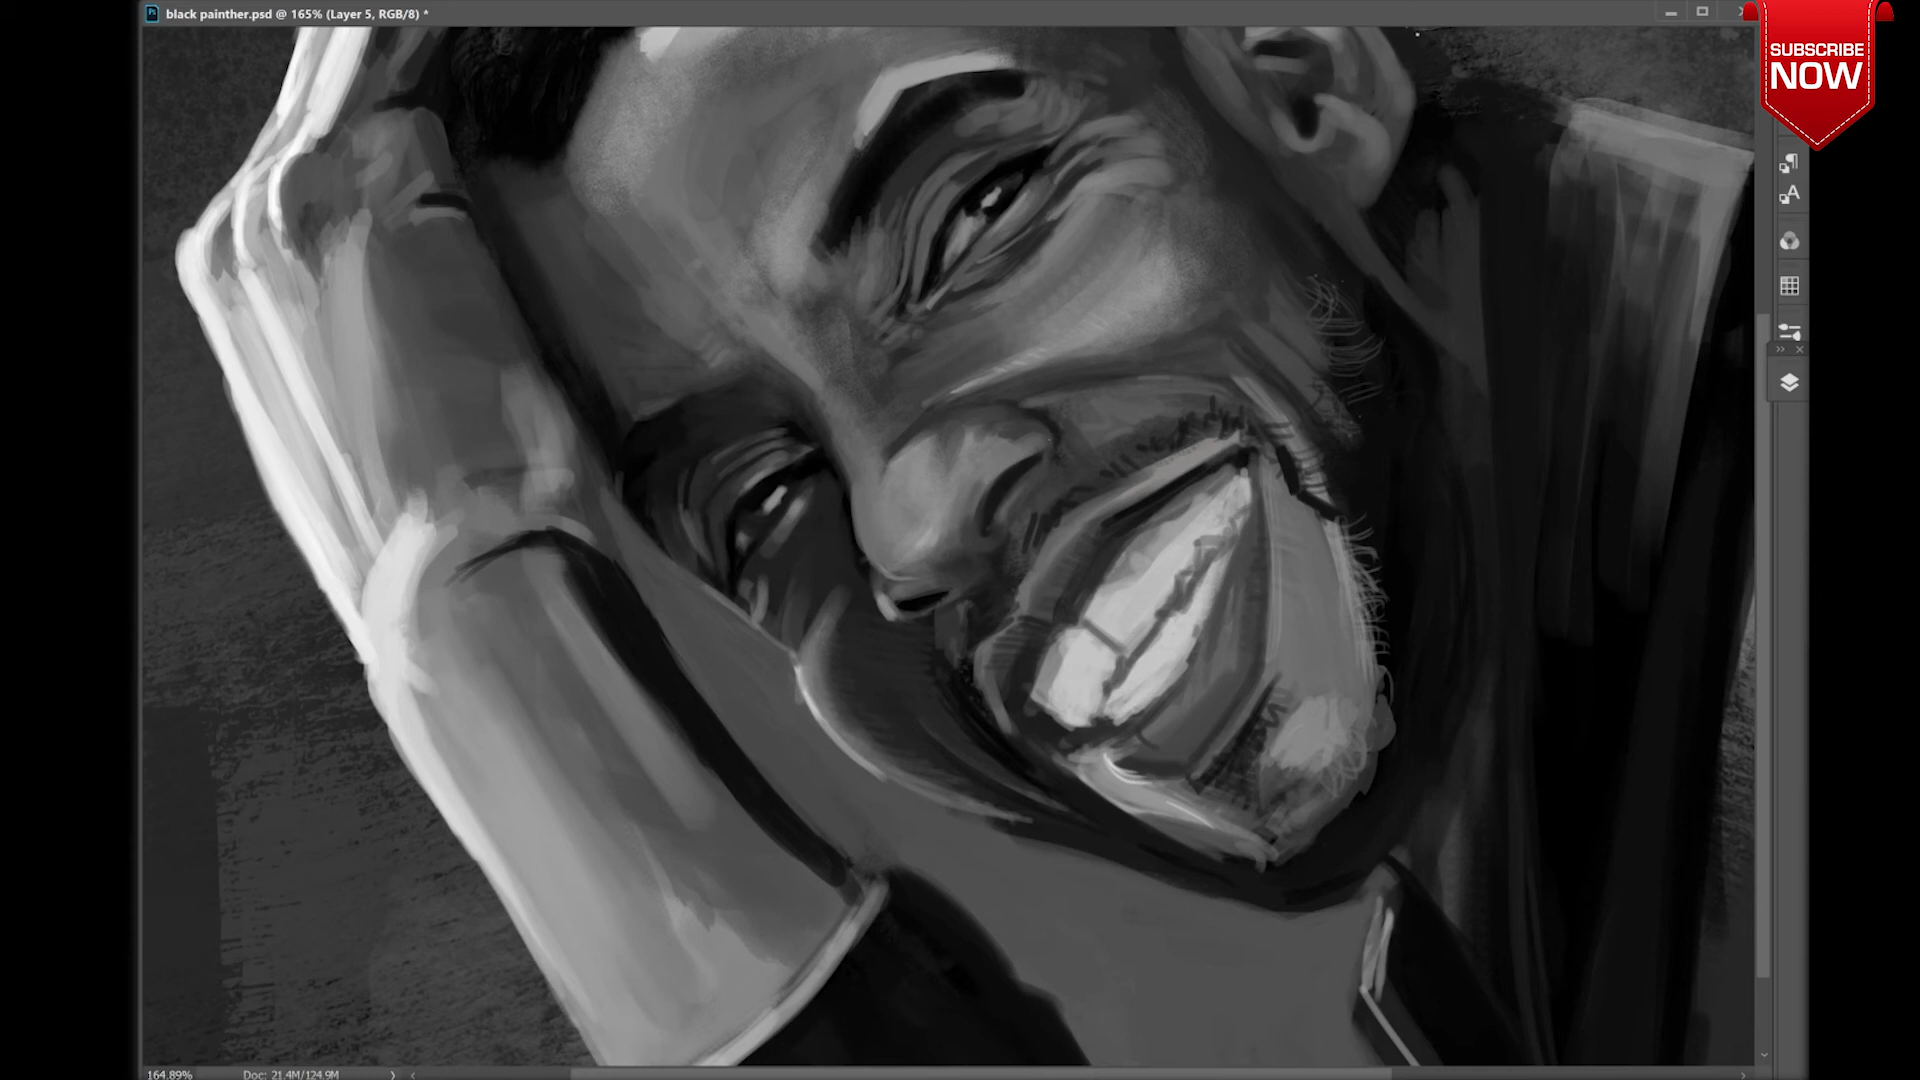 black painther.psd @ 165% (Layer 5, RGB/8) *
SUBSCRIBE
NOW
164.89%
Doc: 21.4M/124.9M